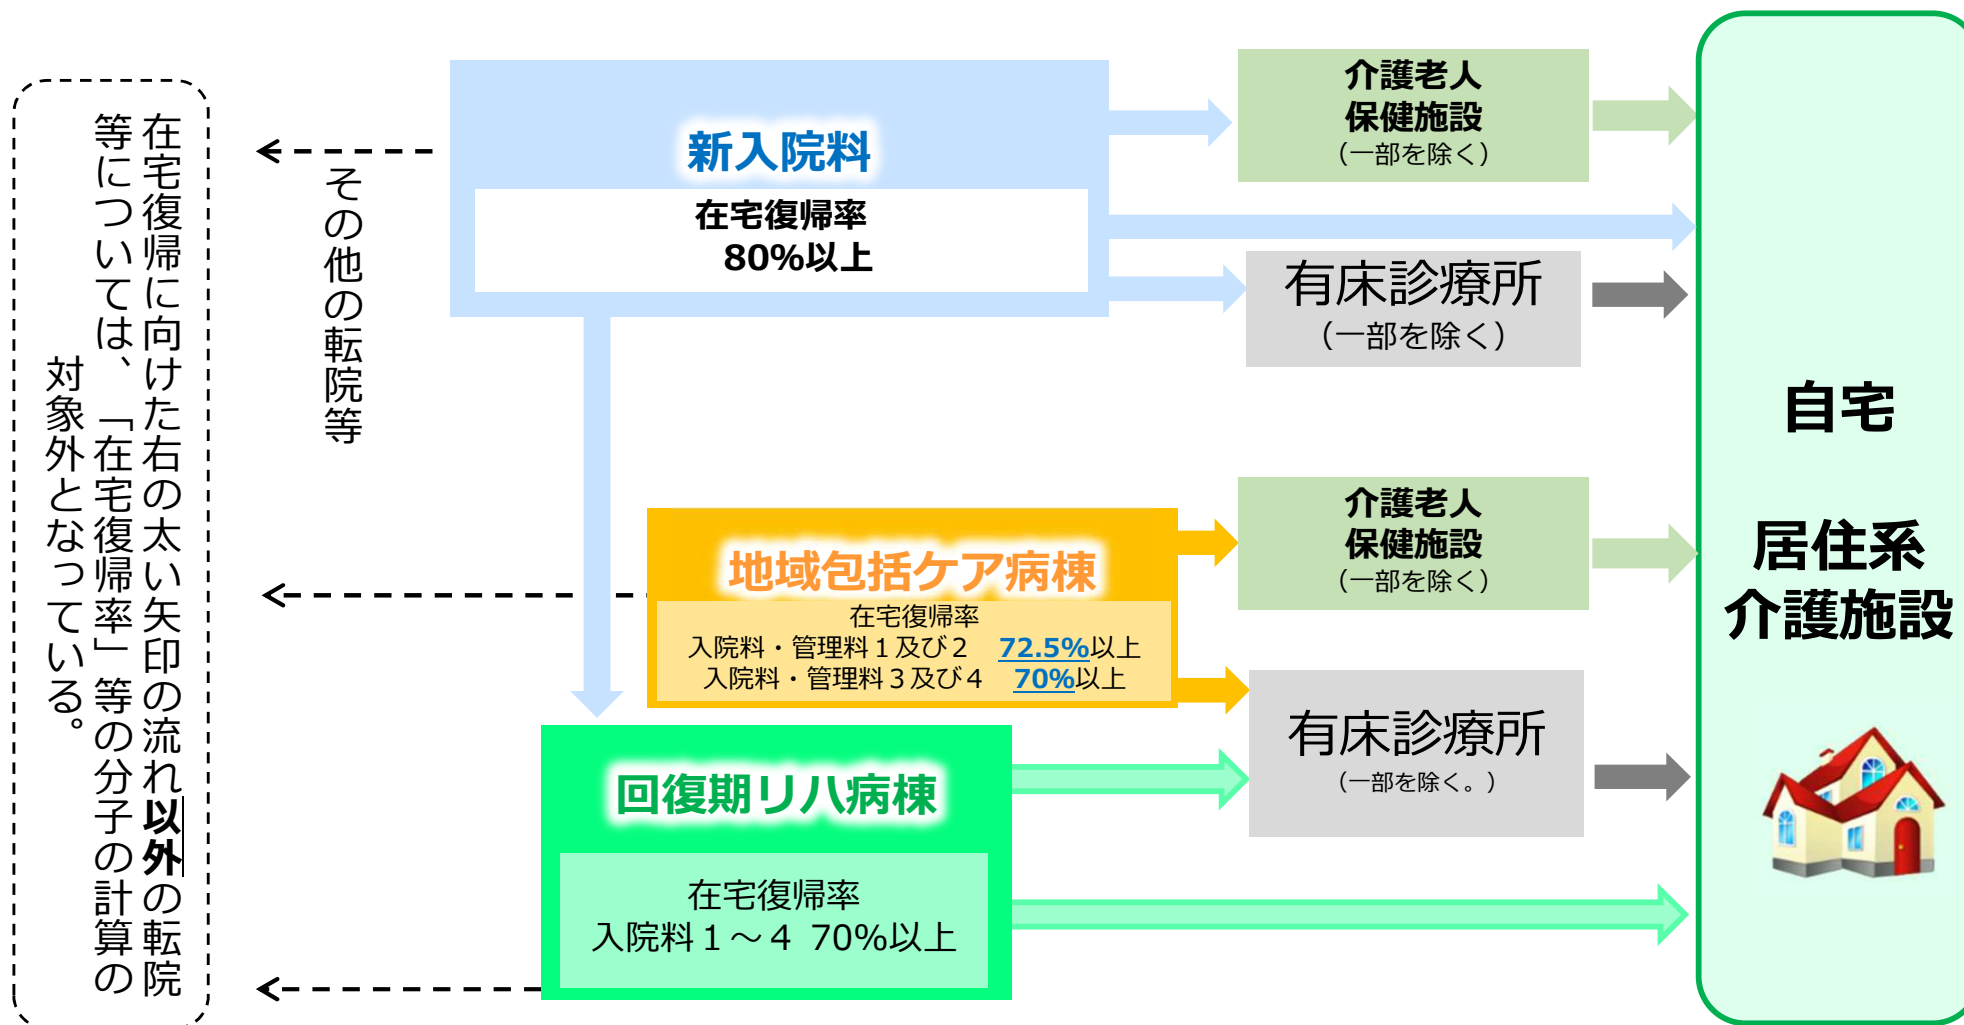 在宅復帰に向けた右の太い矢印の流れ以外の転院
等については、「在宅復帰率」等の分子の計算の
対象外となっている。
その他の転院等
新入院料
在宅復帰率
80%以上
介護老人
保健施設
（一部を除く）
有床診療所
（一部を除く）
地域包括ケア病棟
在宅復帰率
入院料・管理料１及び２ 72.5%以上
入院料・管理料３及び４ 70%以上
介護老人
保健施設
（一部を除く）
有床診療所
（一部を除く。）
回復期リハ病棟
在宅復帰率
入院料１～４ 70%以上
自宅
居住系
介護施設